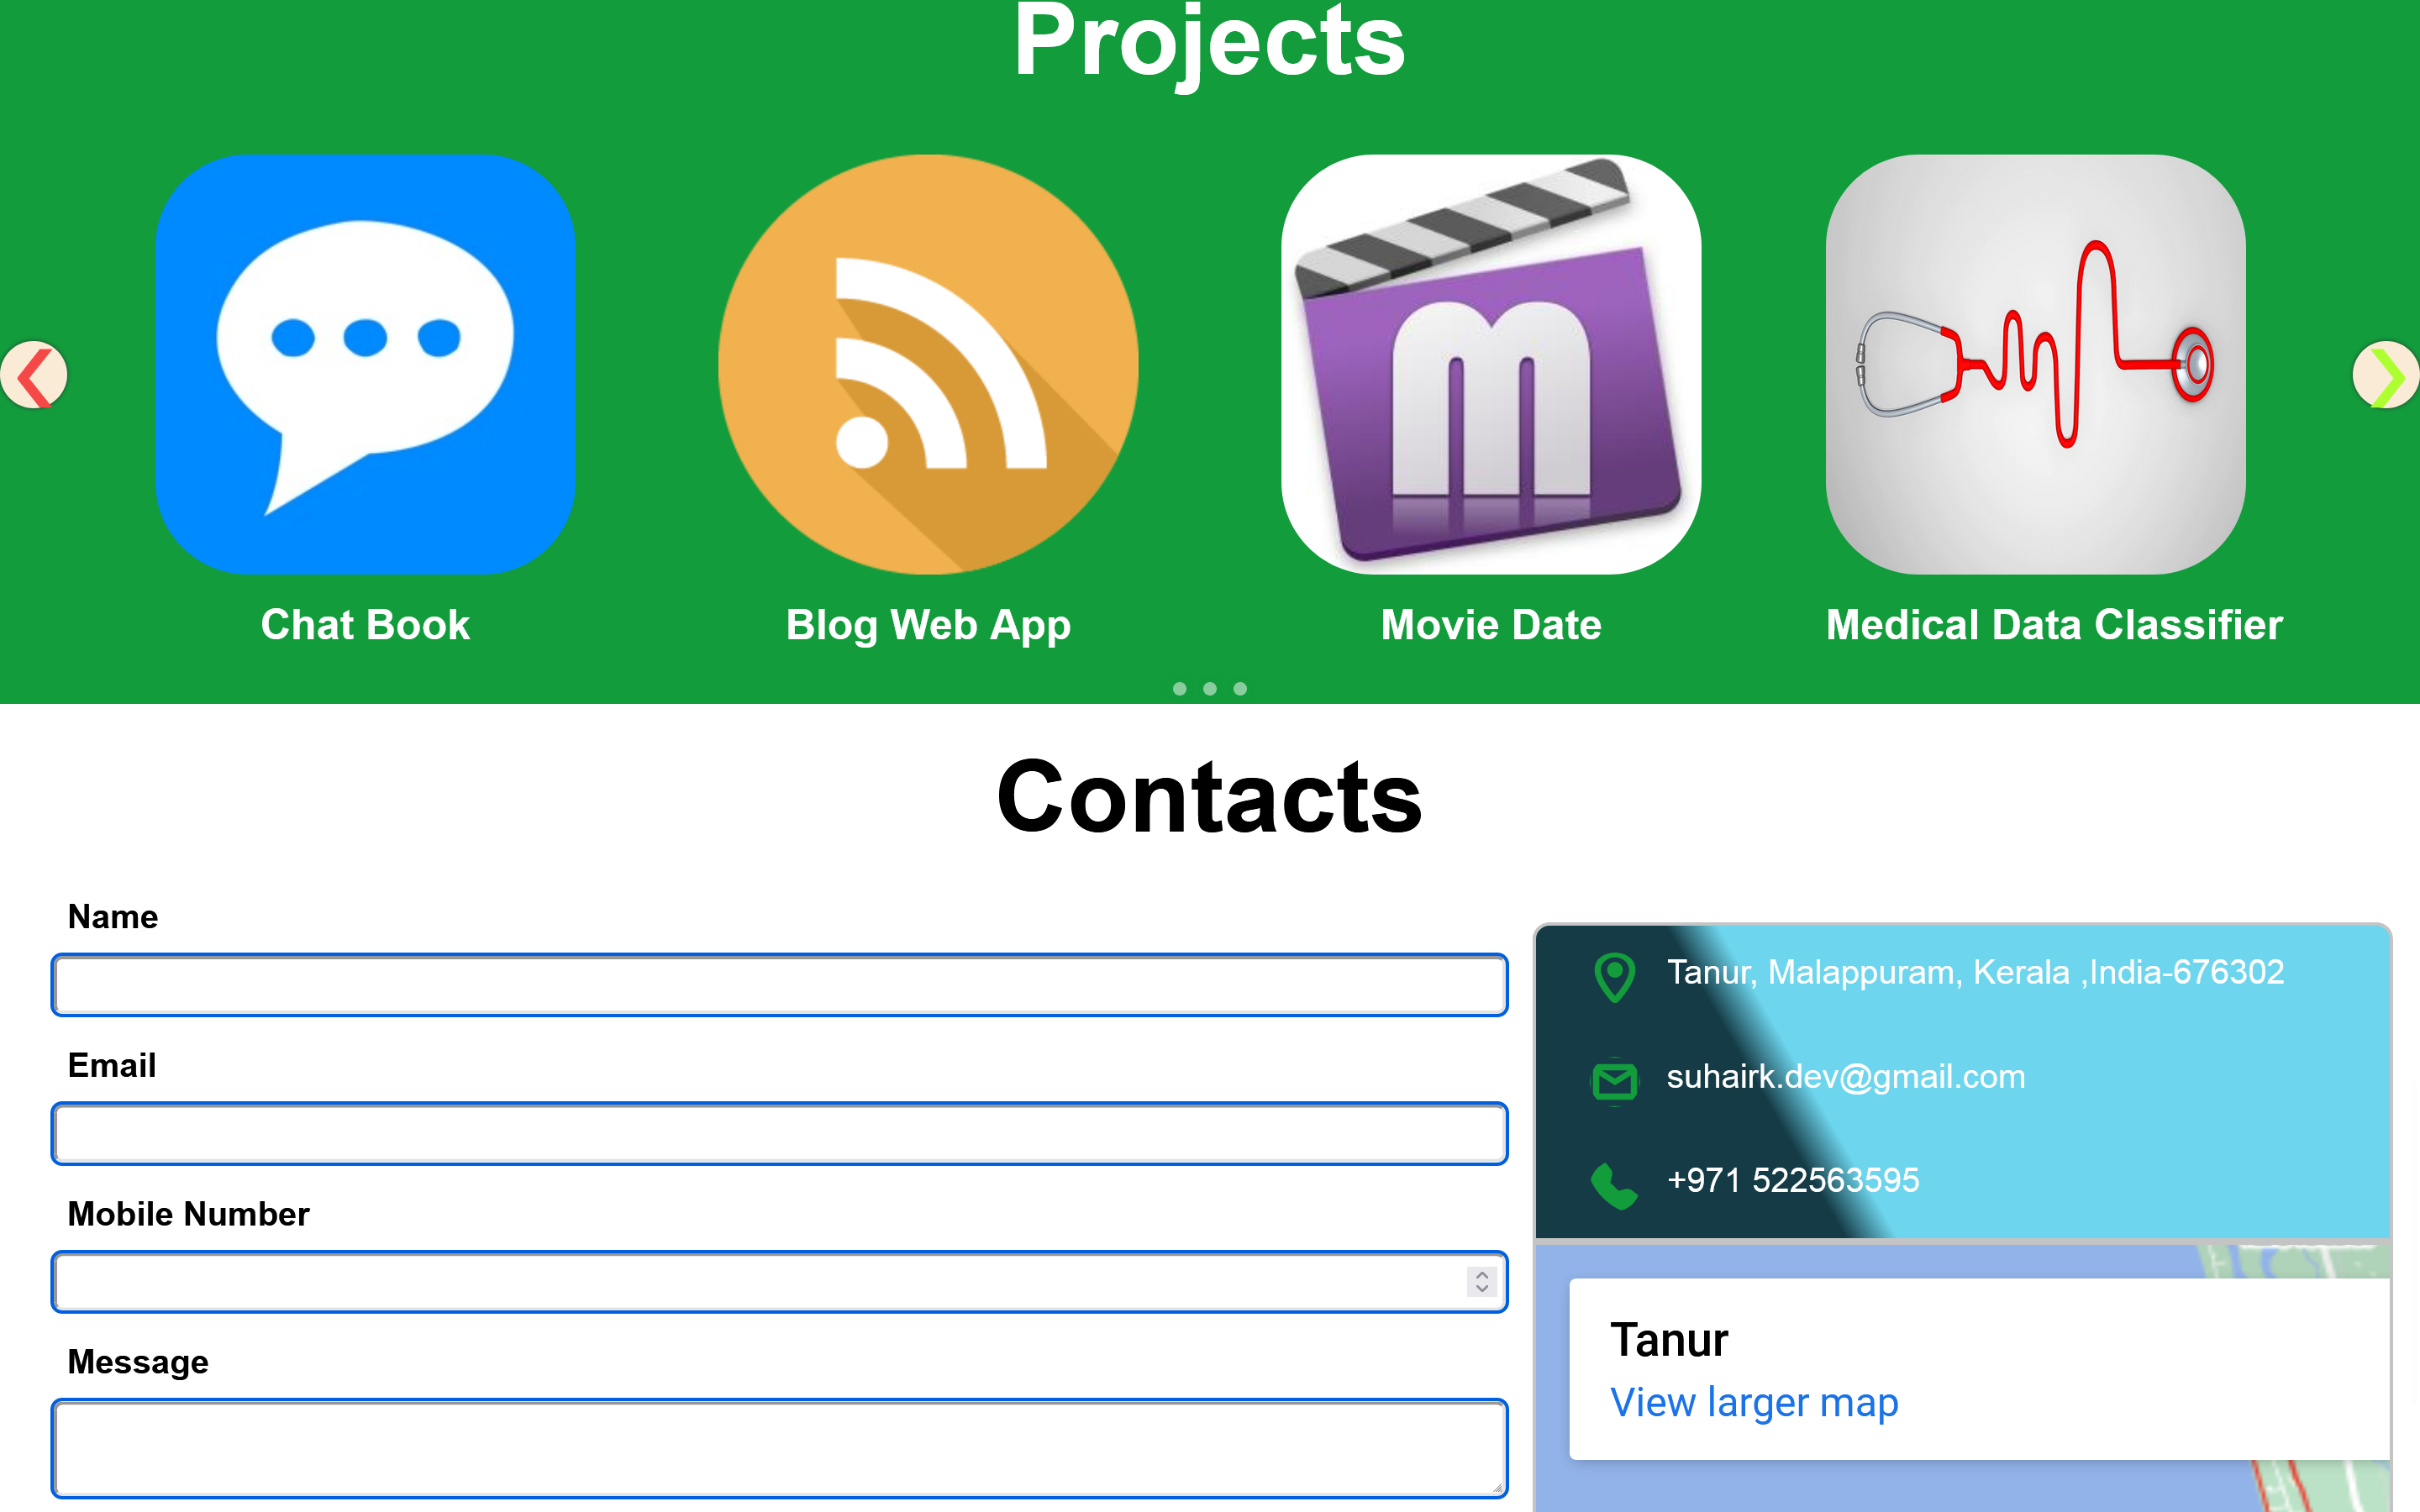 Projects
Chat Book
Blog Web App
m
Movie Date
Medical Data Classifier
Contacts
Name
Email
Mobile Number
Message
Tanur, Malappuram, Kerala ,India-676302
suhairk.dev@gmail.com
+971 522563595
Tanur
View larger map